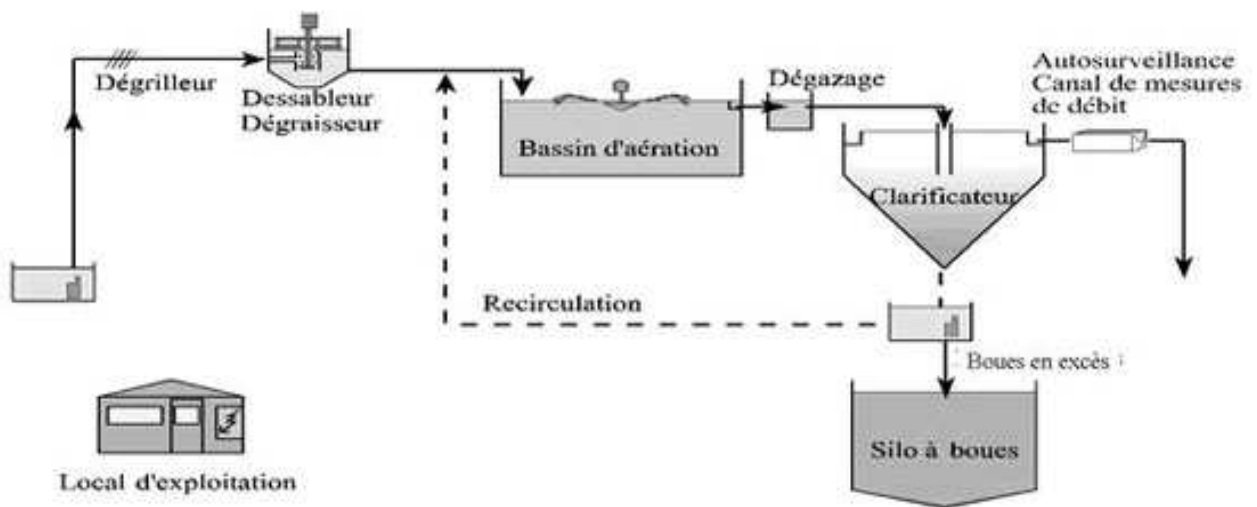 Dégrilleur
Dessableur
Dégraisseur
Bassin d'aération
Dégazage
Autosurveillance
Canal de mesures
de débit
Clarificateur
Recirculation
Boues en excès
Silo à boues
Local d'exploitation